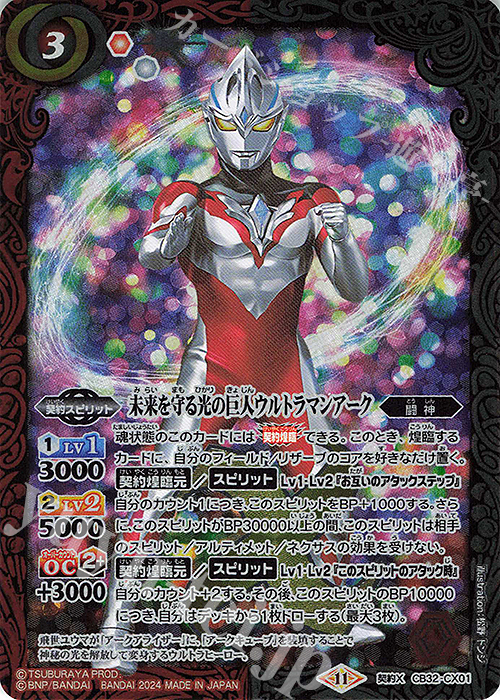 3
契約スピリット
未来を守る光の巨人ウルトラマンアーク
闘神
1 LV1
3000
2 LV2
5000
OC 2
+3000
魂状態のこのカードには契約煌臨できる。このとき、煌臨する
カードに、自分のフィールド/リザーブのコアを好きなだけ置く。
契約煌臨元 / スピリット Lv1・Lv2『お互いのアタックステップ』
自分のカウント1につき、このスピリットをBP+1000する。さら
に、このスピリットがBP30000以上の間、このスピリットは相手
のスピリット/アルティメット/ネクサスの効果を受けない。
契約煌臨元 / スピリット Lv1・Lv2『このスピリットのアタック時』
自分のカウント+2する。その後、このスピリットのBP10000
につき、自分はデッキから1枚ドローする(最大3枚)。
飛世ユウマが「アークアライザー」に、「アークキューブ」を装填することで
神秘の光を解放して変身するウルトラヒーロー。
©TSUBURAYA PROD.
©BNP/BANDAI BANDAI 2024 MADE IN JAPAN
11
契約X CB32-CX01